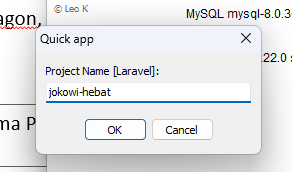 © Leo K
agon,
MySQL mysql-8.0.3
Quick app
22.0 s
Project Name [Laravel]:
jokowi-hebat
ma P
OK
Cancel